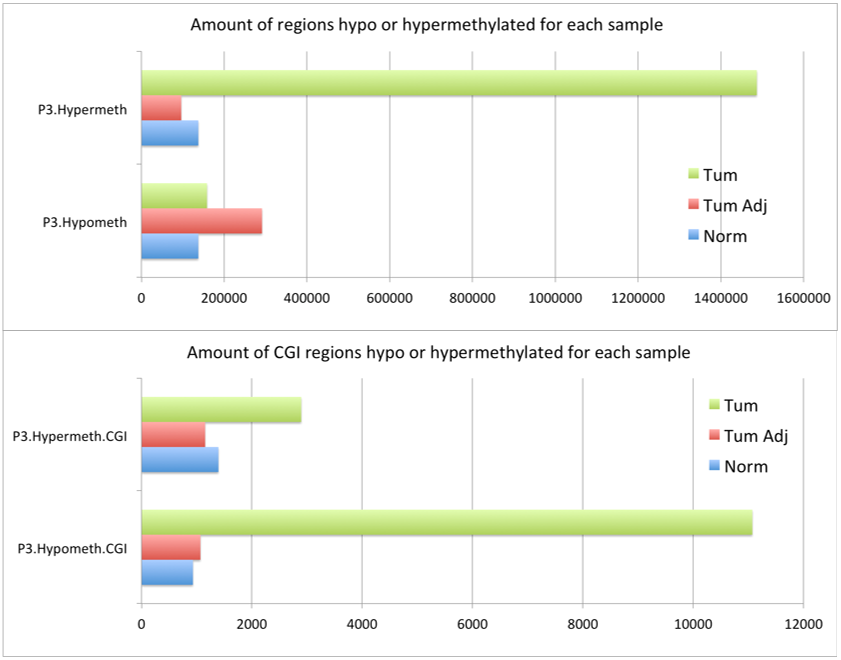 Amount of regions hypo or hypermethylated for each sample
P3.Hypermeth
Tum
Tum Adj
P3.Hypometh
Norm
0 200000 400000 600000 800000 1000000 1200000 1400000 1600000
Amount of CGI regions hypo or hypermethylated for each sample
Tum
P3.Hypermeth.CGI
Tum Adj
Norm
P3.Hypometh.CGI
0 2000 4000 6000 8000 10000 12000